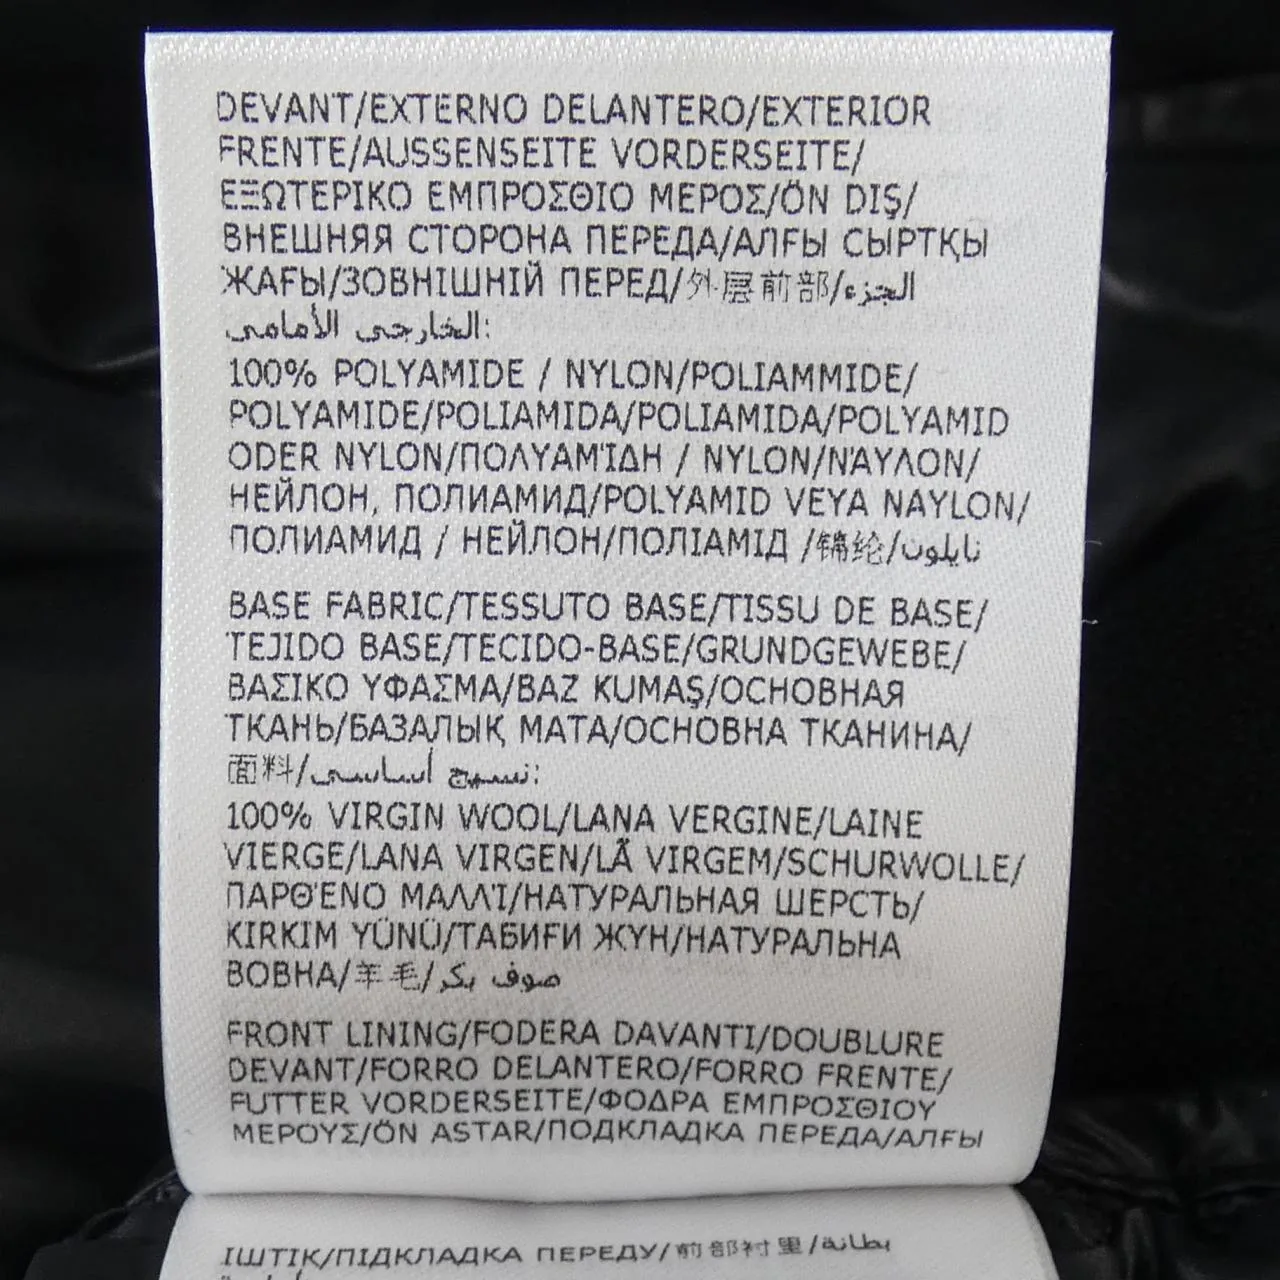 DEVANT/EXTERNO DELANTERO/EXTERIOR
FRENTE/AUSSENSEITE VORDERSEITE/
ΕΞΩΤΕΡΙΚΟ ΕΜΠΡΟΣΘΙΟ ΜΕΡΟΣ/ÖN DIŞ/
ВНЕШНЯЯ СТОРОНА ПЕРЕДА/АЛҒЫ СЫРТҚЫ
ЖАҒЫ/ЗОВНІШНІЙ ПЕРЕД/外层前部/الجزء
الخارجي الأمامي:
100% POLYAMIDE / NYLON/POLIAMMIDE/
POLYAMIDE/POLIAMIDA/POLIAMIDA/POLYAMID
ODER NYLON/ΠΟΛΥΑΜΊΔΗ / NYLON/ΝΆΥΛΟΝ/
НЕЙЛОН, ПОЛИАМИД/POLYAMID VEYA NAYLON/
ПОЛИАМИД / НЕЙЛОН/ПОЛІАМІД /锦纶/نايلون
BASE FABRIC/TESSUTO BASE/TISSU DE BASE/
TEJIDO BASE/TECIDO-BASE/GRUNDGEWEBE/
ΒΑΣΙΚΟ ΥΦΑΣΜΑ/BAZ KUMAŞ/ОСНОВНАЯ
ТКАНЬ/БАЗАЛЫҚ МАТА/ОСНОВНА ТКАНИНА/
面料/نسيج أساسي:
100% VIRGIN WOOL/LANA VERGINE/LAINE
VIERGE/LANA VIRGEN/LÃ VIRGEM/SCHURWOLLE/
ΠΑΡΘΈΝΟ ΜΑΛΛΊ/НАТУРАЛЬНАЯ ШЕРСТЬ/
KIRKIM YÜNÜ/ТАБИҒИ ЖҮН/НАТУРАЛЬНА
ВОВНА/羊毛/صوف بكر
FRONT LINING/FODERA DAVANTI/DOUBLURE
DEVANT/FORRO DELANTERO/FORRO FRENTE/
FUTTER VORDERSEITE/ΦΟΔΡΑ ΕΜΠΡΟΣΘΙΟΥ
ΜΕΡΟΥΣ/ÖN ASTAR/ПОДКЛАДКА ПЕРЕДА/АЛҒЫ
ІШТІК/ПІДКЛАДКА ПЕРЕДУ/前部衬里/بطانة